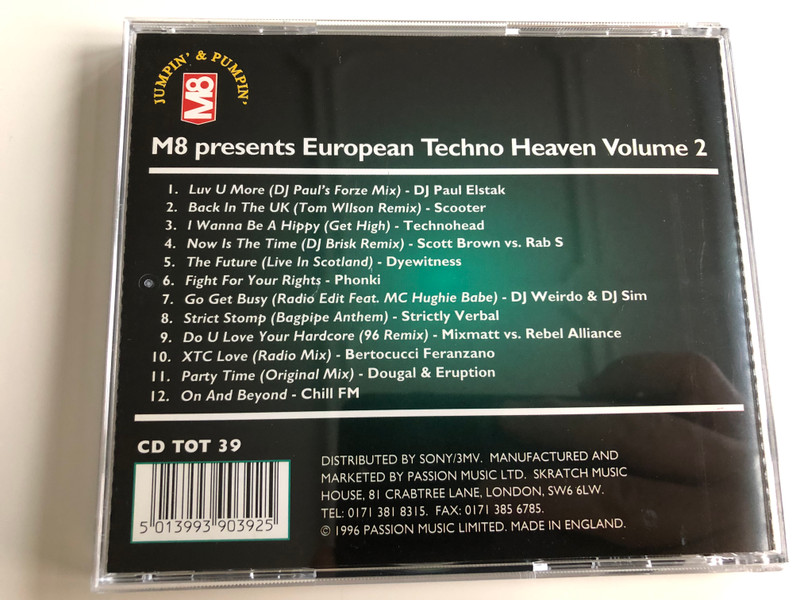 JUMPIN' & PUMPIN'
M8
M8 presents European Techno Heaven Volume 2
1. Luv U More (DJ Paul's Forze Mix) - DJ Paul Elstak
2. Back In The UK (Tom WIlson Remix) - Scooter
3. I Wanna Be A Hippy (Get High) - Technohead
4. Now Is The Time (DJ Brisk Remix) - Scott Brown vs. Rab S
5. The Future (Live In Scotland) - Dyewitness
6. Fight For Your Rights - Phonki
7. Go Get Busy (Radio Edit Feat. MC Hughie Babe) - DJ Weirdo & DJ Sim
8. Strict Stomp (Bagpipe Anthem) - Strictly Verbal
9. Do U Love Your Hardcore (96 Remix) - Mixmatt vs. Rebel Alliance
10. XTC Love (Radio Mix) - Bertocucci Feranzano
11. Party Time (Original Mix) - Dougal & Eruption
12. On And Beyond - Chill FM
CD TOT 39
5 013993 903925
DISTRIBUTED BY SONY/3MV. MANUFACTURED AND
MARKETED BY PASSION MUSIC LTD. SKRATCH MUSIC
HOUSE, 81 CRABTREE LANE, LONDON, SW6 6LW.
TEL: 0171 381 8315. FAX: 0171 385 6785.
© 1996 PASSION MUSIC LIMITED. MADE IN ENGLAND.